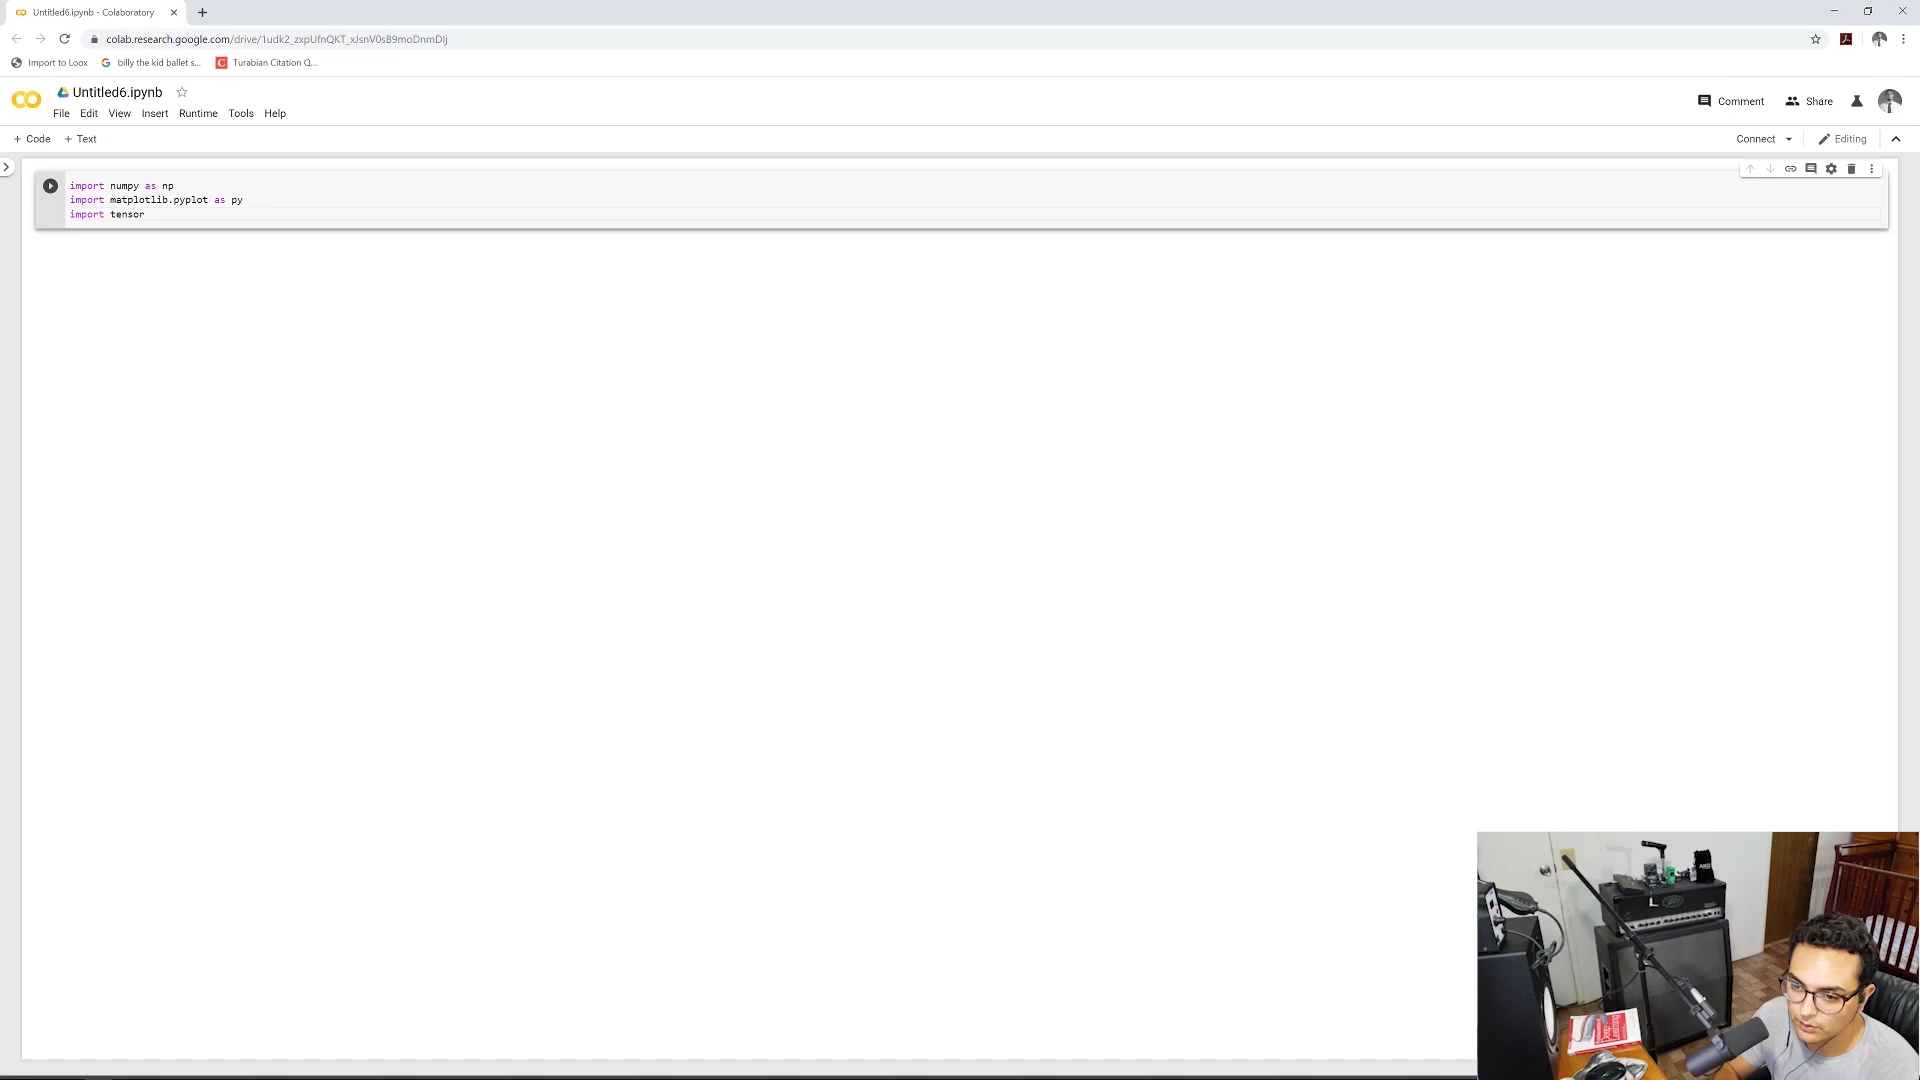 Untitled6.ipynb - Colaboratory
colab.research.google.com/drive/1udk2_zxpUfnQKT_xJsnV0sB9moDnmDIj
Import to Loox
billy the kid ballet s...
Turabian Citation Q...
Untitled6.ipynb
Comment
Share
File Edit View Insert Runtime Tools Help
+ Code + Text
Connect
Editing
import numpy as np
import matplotlib.pyplot as py
import tensor
Deep
Learning